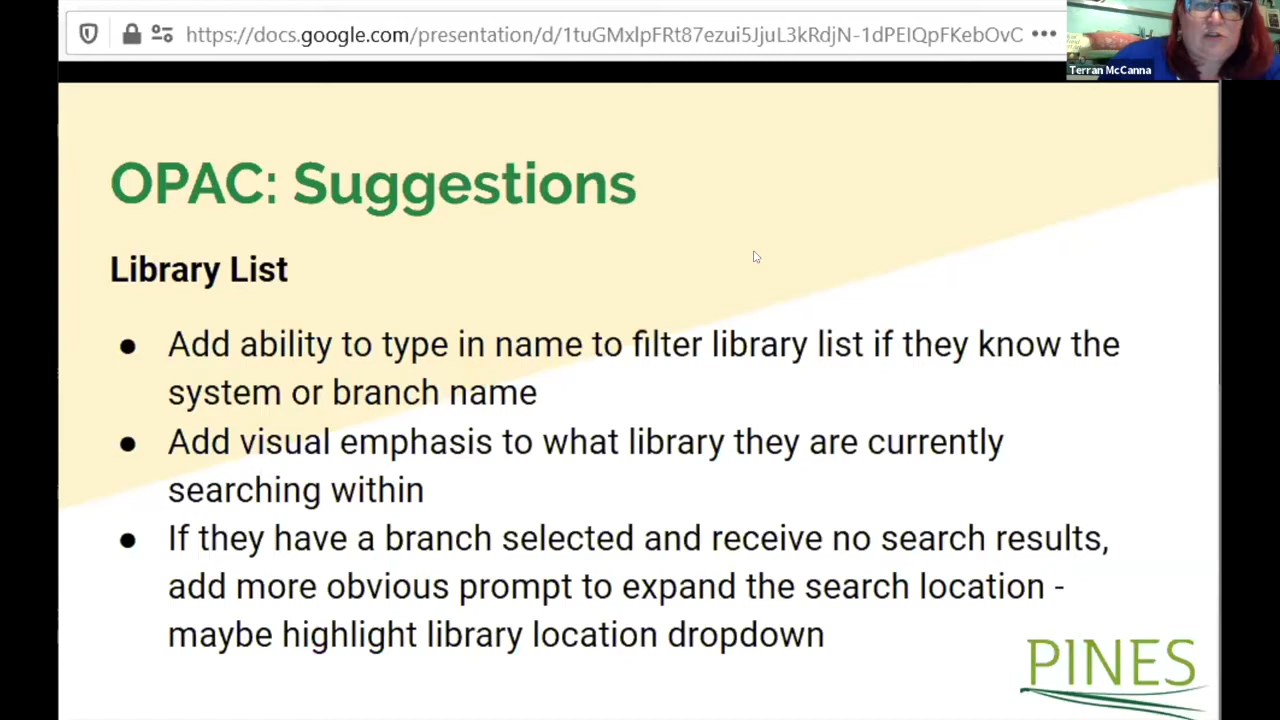 https://docs.google.com/presentation/d/1tuGMxlpFRt87ezui5JjuL3kRdjN-1dPEIQpFKebOvC
Terran McCanna
OPAC: Suggestions
Library List
● Add ability to type in name to filter library list if they know the
system or branch name
● Add visual emphasis to what library they are currently
searching within
● If they have a branch selected and receive no search results,
add more obvious prompt to expand the search location -
maybe highlight library location dropdown
PINES